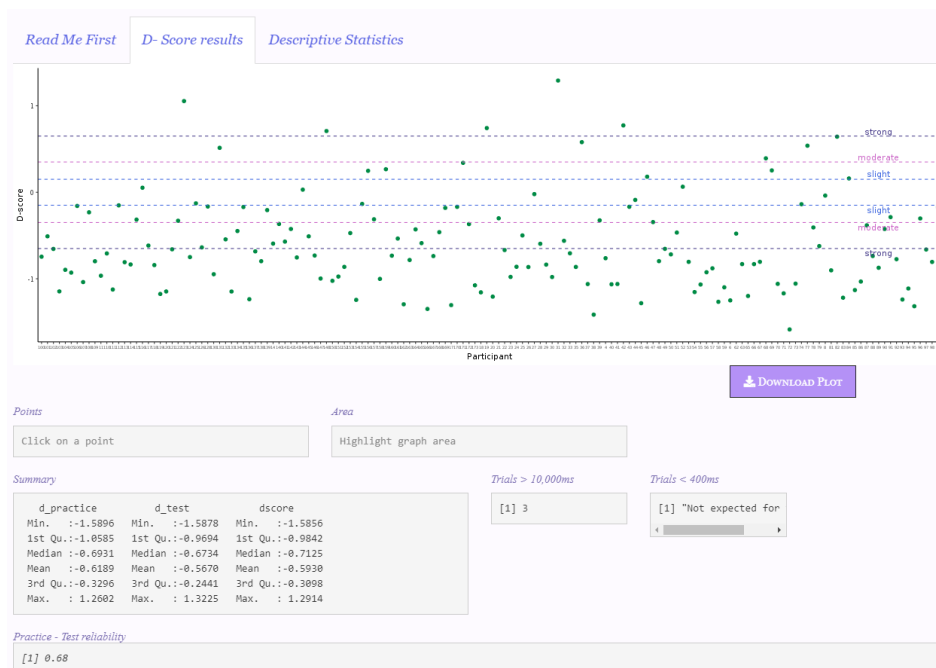 Read Me First D- Score results Descriptive Statistics
1
strong
moderate
slight
0
D-score
slight
moderate
strong
-1
Participant
Download Plot
Points Area
Click on a point Highlight graph area
Summary Trials > 10,000ms Trials < 400ms
[1] 3 [1] "Not expected for
d_practice d_test dscore
Min. :-1.5896 Min. :-1.5878 Min. :-1.5856
1st Qu.:-1.0585 1st Qu.:-0.9694 1st Qu.:-0.9842
Median :-0.6931 Median :-0.6734 Median :-0.7125
Mean :-0.6189 Mean :-0.5670 Mean :-0.5930
3rd Qu.:-0.3296 3rd Qu.:-0.2441 3rd Qu.:-0.3098
Max. : 1.2602 Max. : 1.3225 Max. : 1.2914
Practice - Test reliability
[1] 0.68